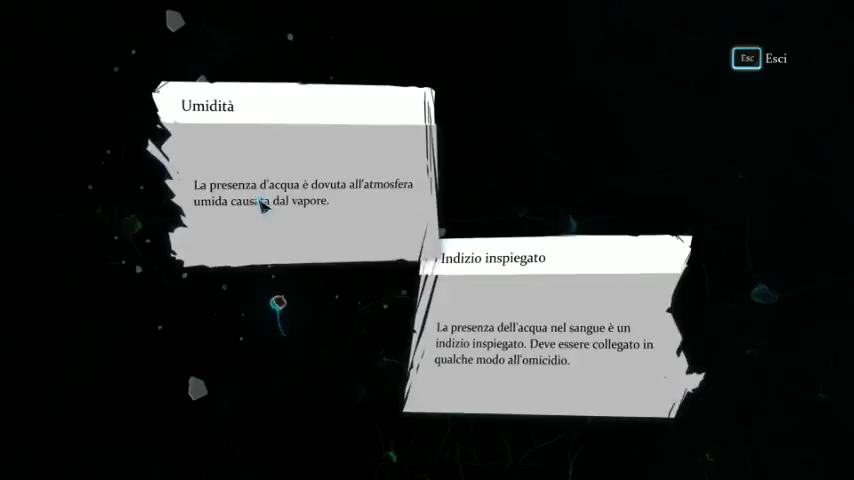 Esc Esci
Umidità
La presenza d'acqua è dovuta all'atmosfera
umida causata dal vapore.
Indizio inspiegato
La presenza dell'acqua nel sangue è un
indizio inspiegato. Deve essere collegato in
qualche modo all'omicidio.